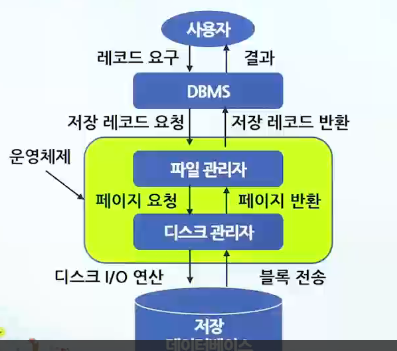 사용자
레코드 요구
결과
DBMS
저장 레코드 요청
저장 레코드 반환
운영체제
파일 관리자
페이지 요청
페이지 반환
디스크 관리자
디스크 I/O 연산
블록 전송
저장
데이터베이스